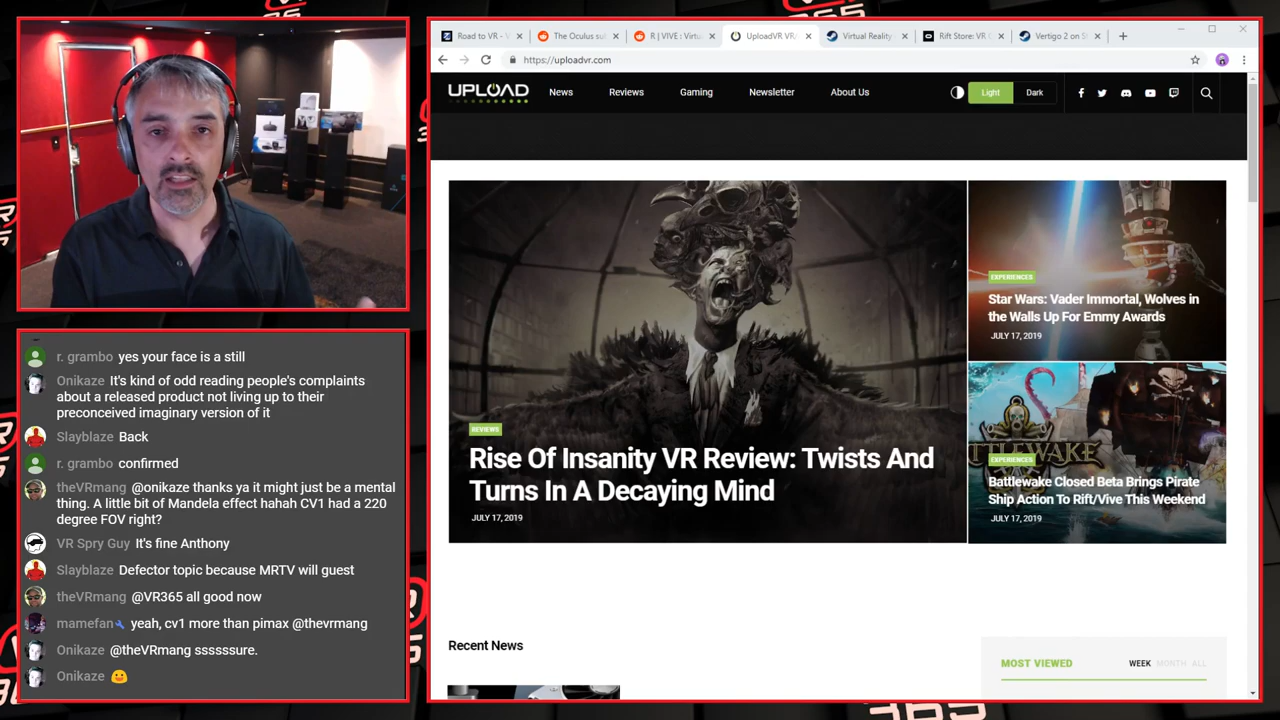 r. grambo yes your face is a still
Onikaze It's kind of odd reading people's complaints
about a released product not living up to their
preconceived imaginary version of it
Slayblaze Back
r. grambo confirmed
theVRmang @onikaze thanks ya it might just be a mental
thing. A little bit of Mandela effect hahah CV1 had a 220
degree FOV right?
VR Spry Guy It's fine Anthony
Slayblaze Defector topic because MRTV will guest
theVRmang @VR365 all good now
mamefan yeah, cv1 more than pimax @thevrmang
Onikaze @theVRmang ssssssure.
Onikaze
Road to VR - V
The Oculus su
R | VIVE : Virtu
UploadVR VR
Virtual Reality
Rift Store: VR
Vertigo 2 on S
https://uploadvr.com
UPLOAD
News
Reviews
Gaming
Newsletter
About Us
Light
Dark
REVIEWS
Rise Of Insanity VR Review: Twists And
Turns In A Decaying Mind
JULY 17, 2019
EXPERIENCES
Star Wars: Vader Immortal, Wolves in
the Walls Up For Emmy Awards
JULY 17, 2019
BATTLEWAKE
EXPERIENCES
Battlewake Closed Beta Brings Pirate
Ship Action To Rift/Vive This Weekend
JULY 17, 2019
Recent News
MOST VIEWED
WEEK MONTH ALL
365